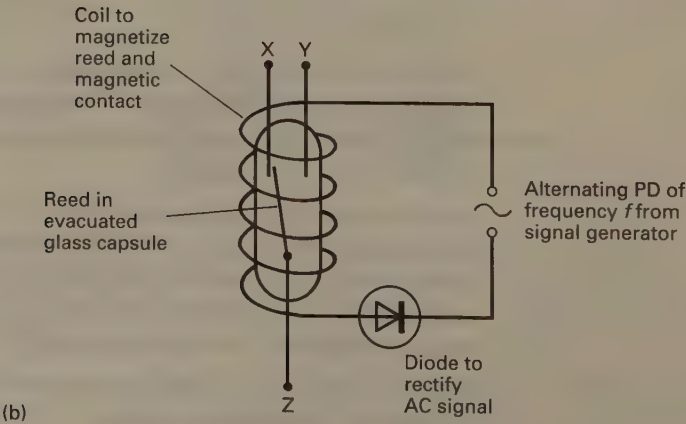 Coil to
magnetize
reed and
magnetic
contact
X Y
Reed in
evacuated
glass capsule
Alternating PD of
frequency f from
signal generator
Diode to
rectify
AC signal
Z
(b)